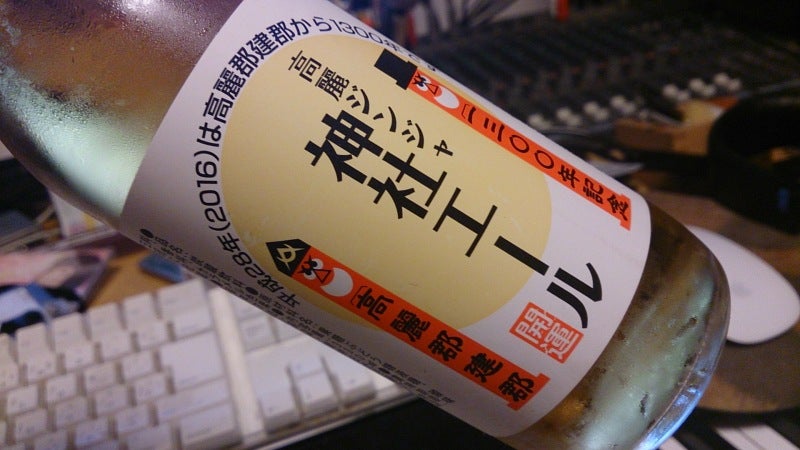 平成28年(2016)は高麗郡建郡から1300年
高麗ジンジャ
神社エール
高麗郡建郡
一三〇〇年記念
開運